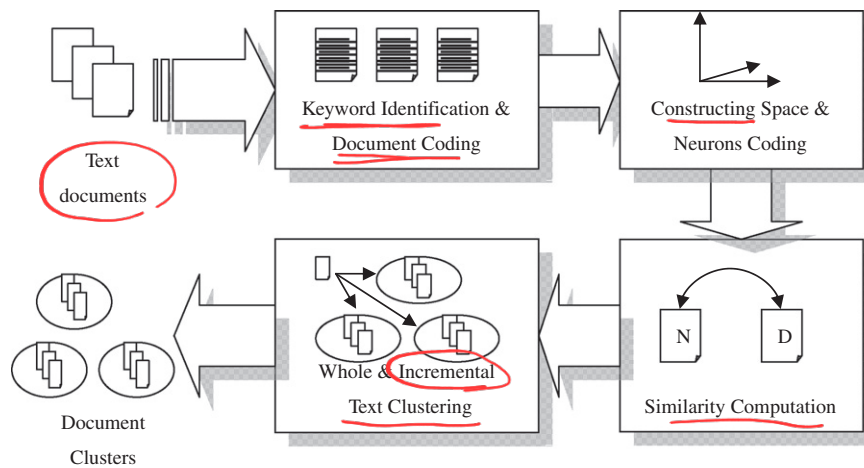 Text
documents
Keyword Identification &
Document Coding
Constructing Space &
Neurons Coding
N
D
Similarity Computation
Whole & Incremental
Text Clustering
Document
Clusters